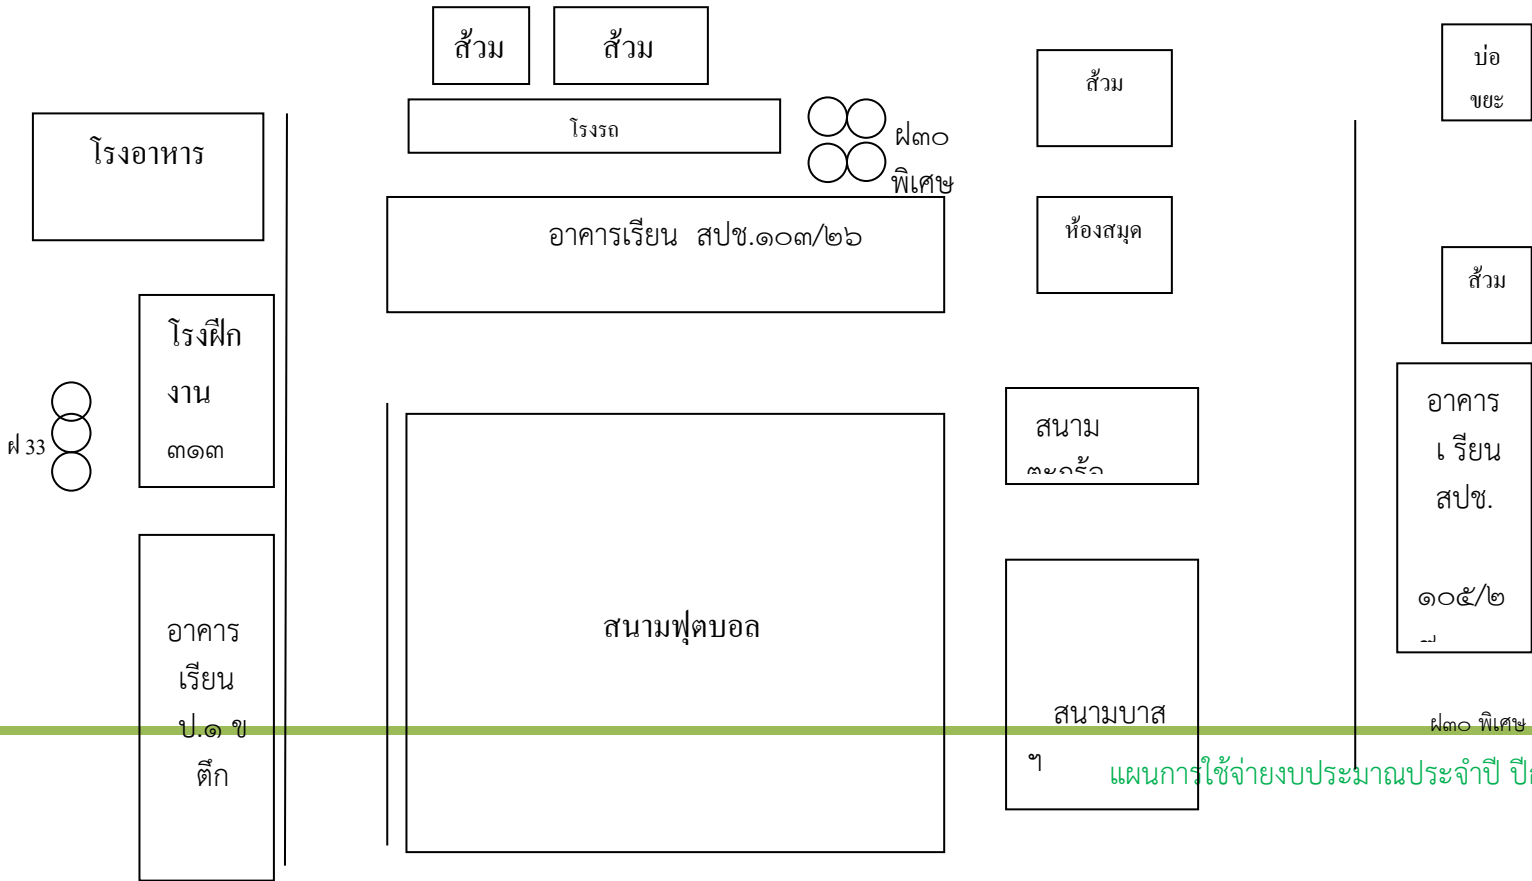 ส้วม
ส้วม
บ่อ
ขยะ
ส้วม
โรงรถ
ฝ๓๐
พิเศษ
โรงอาหาร
อาคารเรียน สปช.๑๐๓/๒๖
ห้องสมุด
ส้วม
โรงฝึก
งาน
๓๑๓
ฝ 33
สนาม
ตะกร้อ
อาคาร
เ รียน
สปช.
๑๐๕/๒
อาคาร
เรียน
ป.๑ ข
ตึก
สนามฟุตบอล
สนามบาส
ฯ
ฝ๓๐ พิเศษ
แผนการใช้จ่ายงบประมาณประจำปี